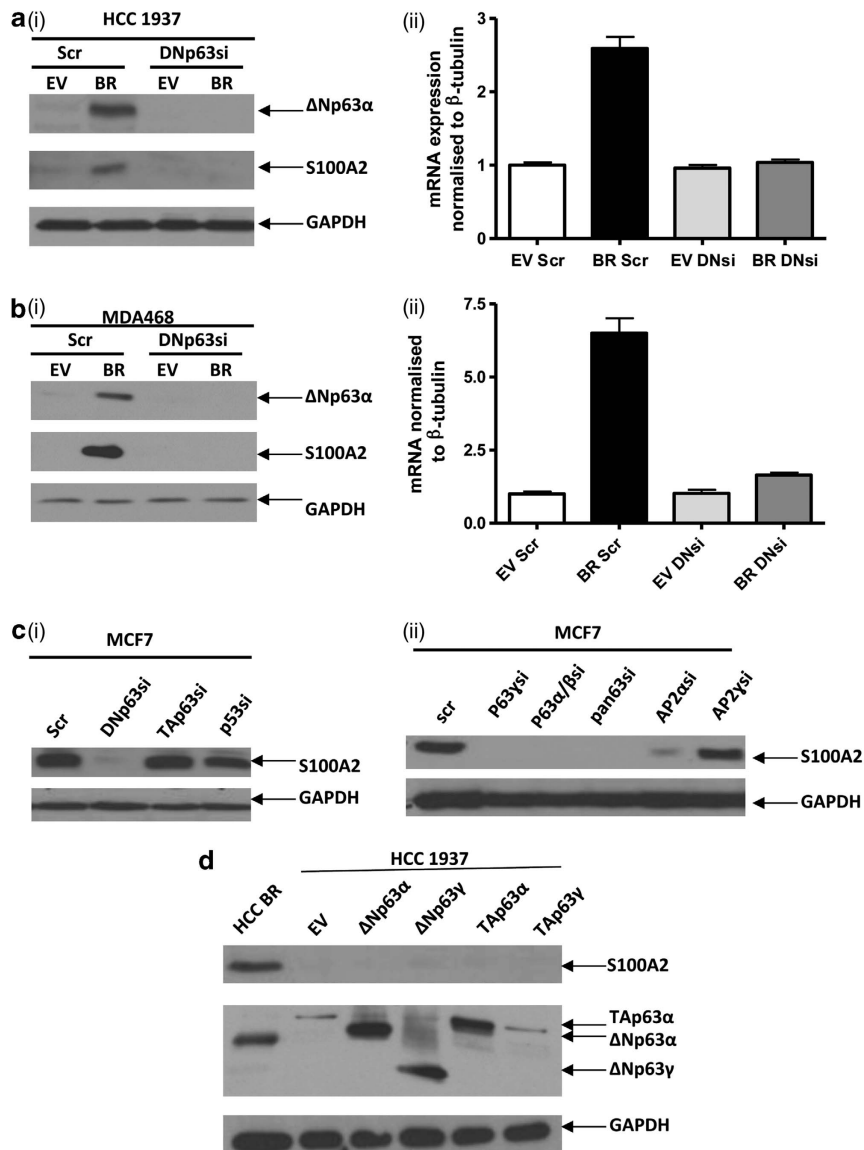 a (i)
HCC 1937
Scr DNp63si
EV BR EV BR
ΔNp63α
S100A2
GAPDH
(ii)
mRNA expression
normalised to β-tubulin
3
2
1
0
EV Scr BR Scr EV DNsi BR DNsi
b (i)
MDA468
Scr DNp63si
EV BR EV BR
ΔNp63α
S100A2
GAPDH
(ii)
mRNA normalised
to β-tubulin
7.5
5.0
2.5
0.0
EV Scr BR Scr EV DNsi BR DNsi
c (i)
MCF7
Scr DNp63si TAp63si p53si
S100A2
GAPDH
(ii)
MCF7
scr P63γsi P63α/βsi pan63si AP2αsi AP2γsi
S100A2
GAPDH
d
HCC 1937
HCC BR EV ΔNp63α ΔNp63γ TAp63α TAp63γ
S100A2
TAp63α
ΔNp63α
ΔNp63γ
GAPDH